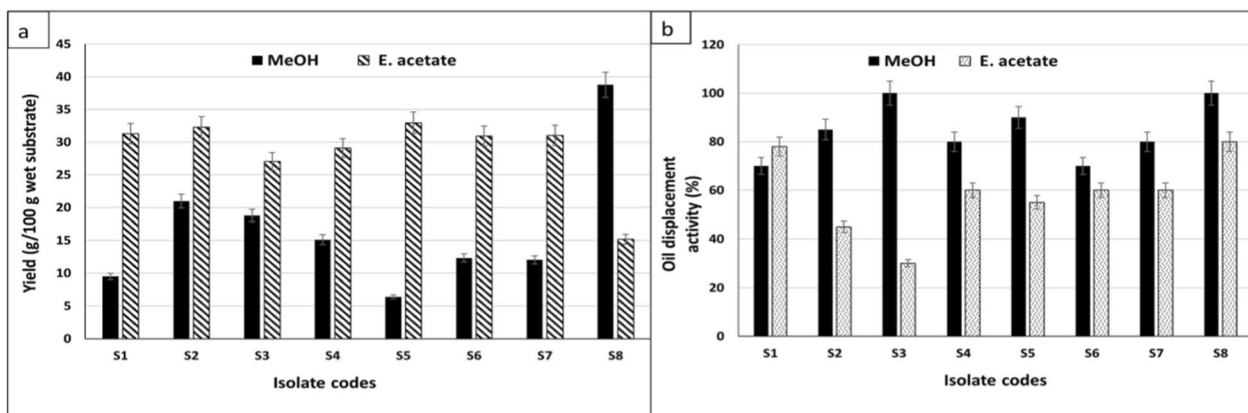 a
45
40
35
30
25
20
15
10
5
0
Yield (g/100 g wet substrate)
MeOH
E. acetate
S1 S2 S3 S4 S5 S6 S7 S8
Isolate codes
b
120
100
80
60
40
20
0
Oil displacement
activity (%)
MeOH
E. acetate
S1 S2 S3 S4 S5 S6 S7 S8
Isolate codes